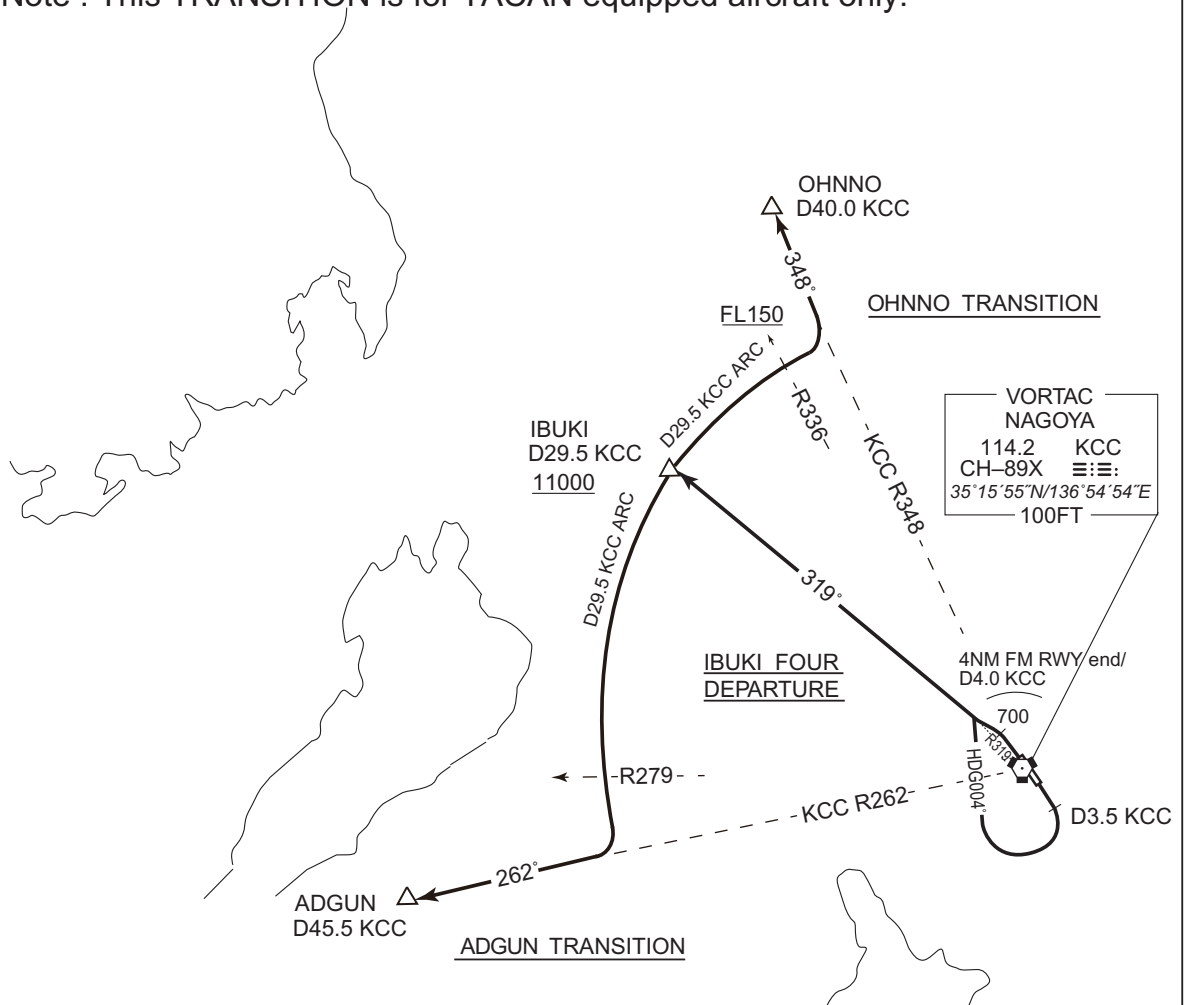 Note : This TRANSITION is for TACAN equipped aircraft only.
OHNNO
D40.0 KCC
348°
OHNNO TRANSITION
FL150
D29.5 KCC ARC
R336
KCC R348
VORTAC
NAGOYA
114.2 KCC
CH–89X
35°15´55˝N/136°54´54˝E
100FT
IBUKI
D29.5 KCC
11000
D29.5 KCC ARC
319°
IBUKI FOUR
DEPARTURE
4NM FM RWY end/
D4.0 KCC
700
R319
HDG004°
D3.5 KCC
R279
KCC R262
262°
ADGUN
D45.5 KCC
ADGUN TRANSITION